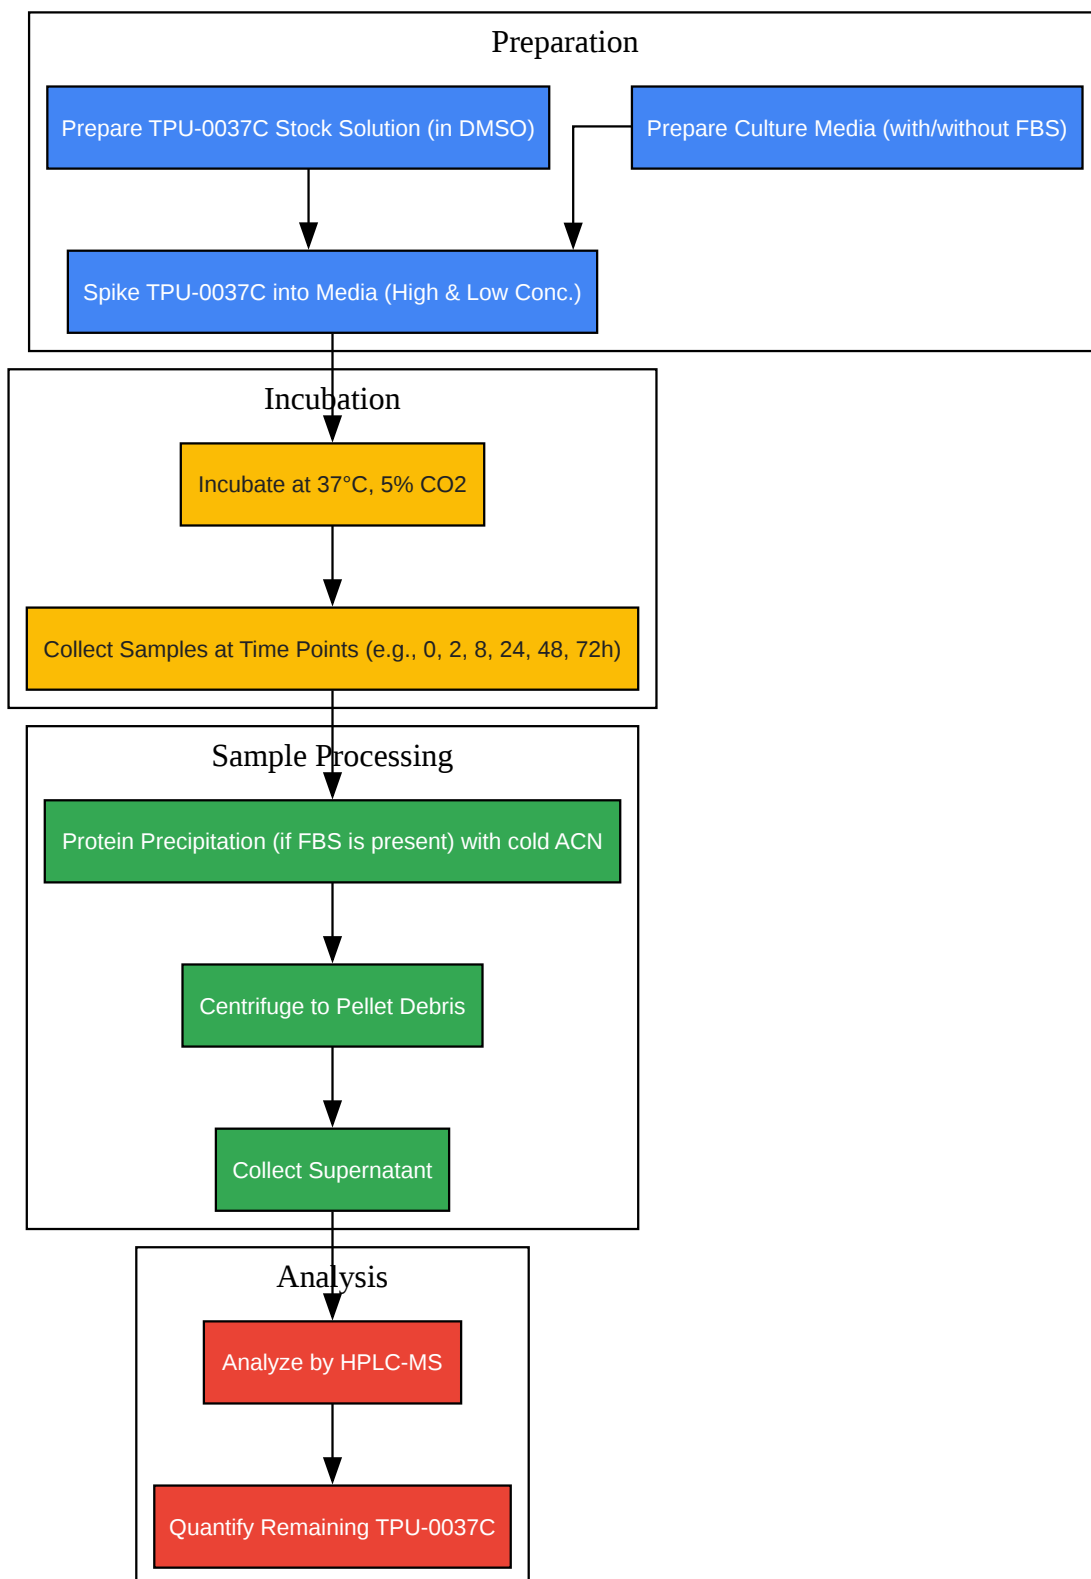 Preparation
Prepare TPU-0037C Stock Solution (in DMSO)
Prepare Culture Media (with/without FBS)
Spike TPU-0037C into Media (High & Low Conc.)
Incubation
Incubate at 37°C, 5% CO2
Collect Samples at Time Points (e.g., 0, 2, 8, 24, 48, 72h)
Sample Processing
Protein Precipitation (if FBS is present) with cold ACN
Centrifuge to Pellet Debris
Collect Supernatant
Analysis
Analyze by HPLC-MS
Quantify Remaining TPU-0037C